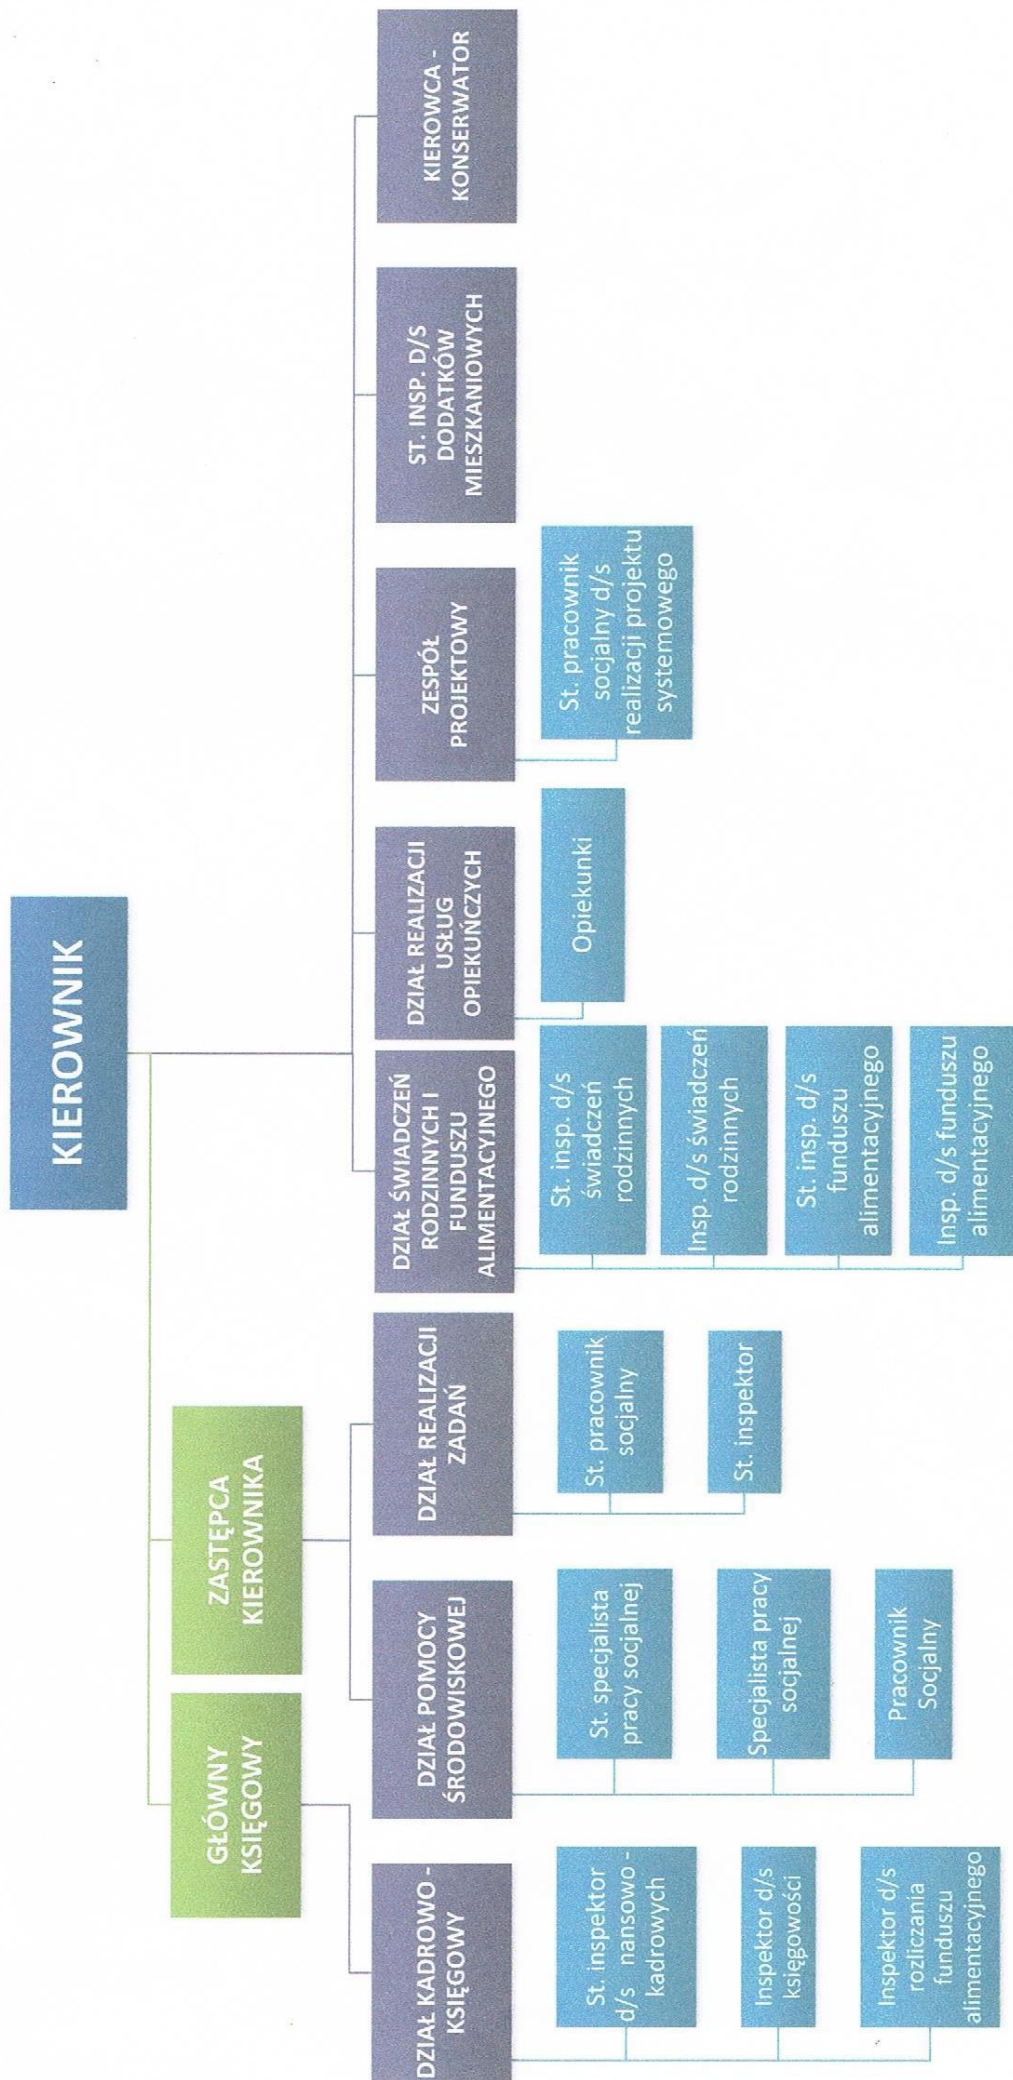 KIEROWNIK
GŁÓWNY
KSIĘGOWY
ZASTĘPCA
KIEROWNIKA
DZIAŁ KADROWO -
KSIĘGOWY
St. inspektor
d/s nansowo -
kadrowych
Inspektor d/s
księgowości
Inspektor d/s
rozliczania
funduszu
alimentacyjnego
DZIAŁ POMOCY
ŚRODOWISKOWEJ
St. specjalista
pracy socjalnej
Specjalista pracy
socjalnej
Pracownik
Socjalny
DZIAŁ REALIZACJI
ZADAŃ
St. pracownik
socjalny
St. inspektor
DZIAŁ ŚWIADCZEŃ
RODZINNYCH I
FUNDUSZU
ALIMENTACYJNEGO
St. insp. d/s
świadczeń
rodzinnych
Insp. d/s świadczeń
rodzinnych
St. insp. d/s
funduszu
alimentacyjnego
Insp. d/s funduszu
alimentacyjnego
DZIAŁ REALIZACJI
USŁUG
OPIEKUŃCZYCH
Opiekunki
ZESPÓŁ
PROJEKTOWY
St. pracownik
socjalny d/s
realizacji projektu
systemowego
ST. INSP. D/S
DODATKÓW
MIESZKANIOWYCH
KIEROWCA -
KONSERWATOR